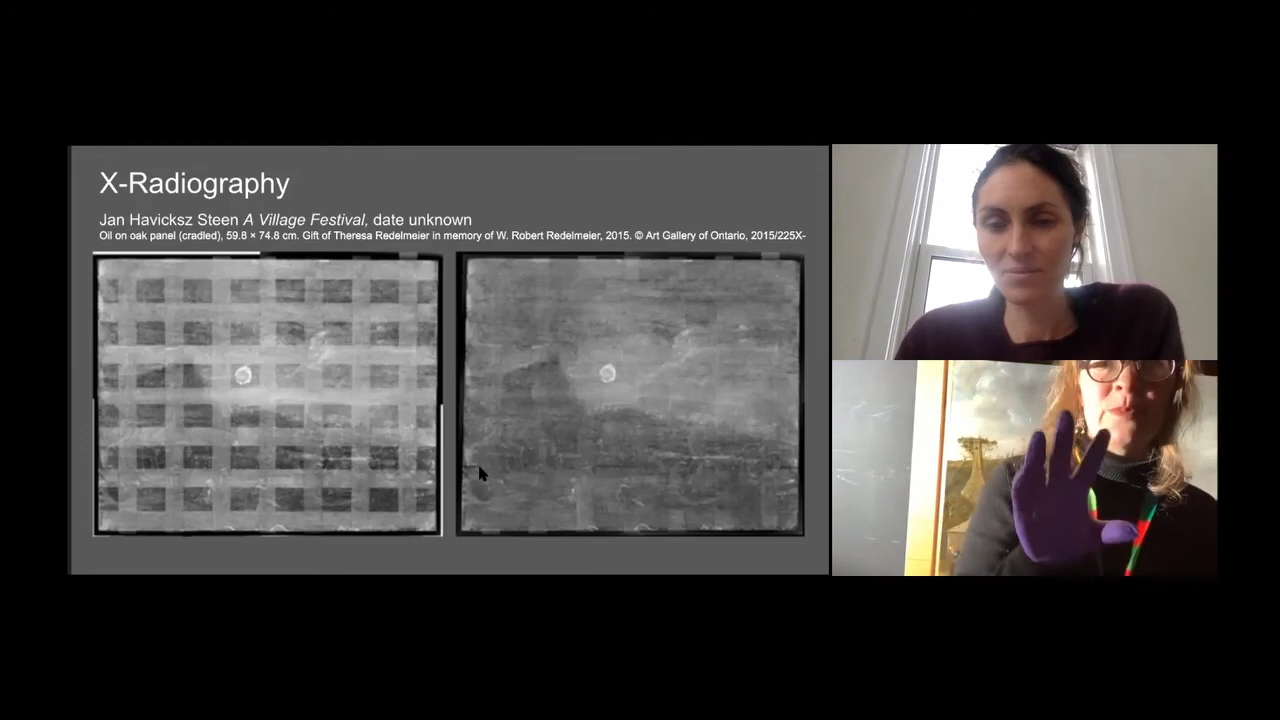 X-Radiography
Jan Havicksz Steen A Village Festival, date unknown
Oil on oak panel (cradled), 59.8 × 74.8 cm. Gift of Theresa Redelmeier in memory of W. Robert Redelmeier, 2015. © Art Gallery of Ontario, 2015/225X-